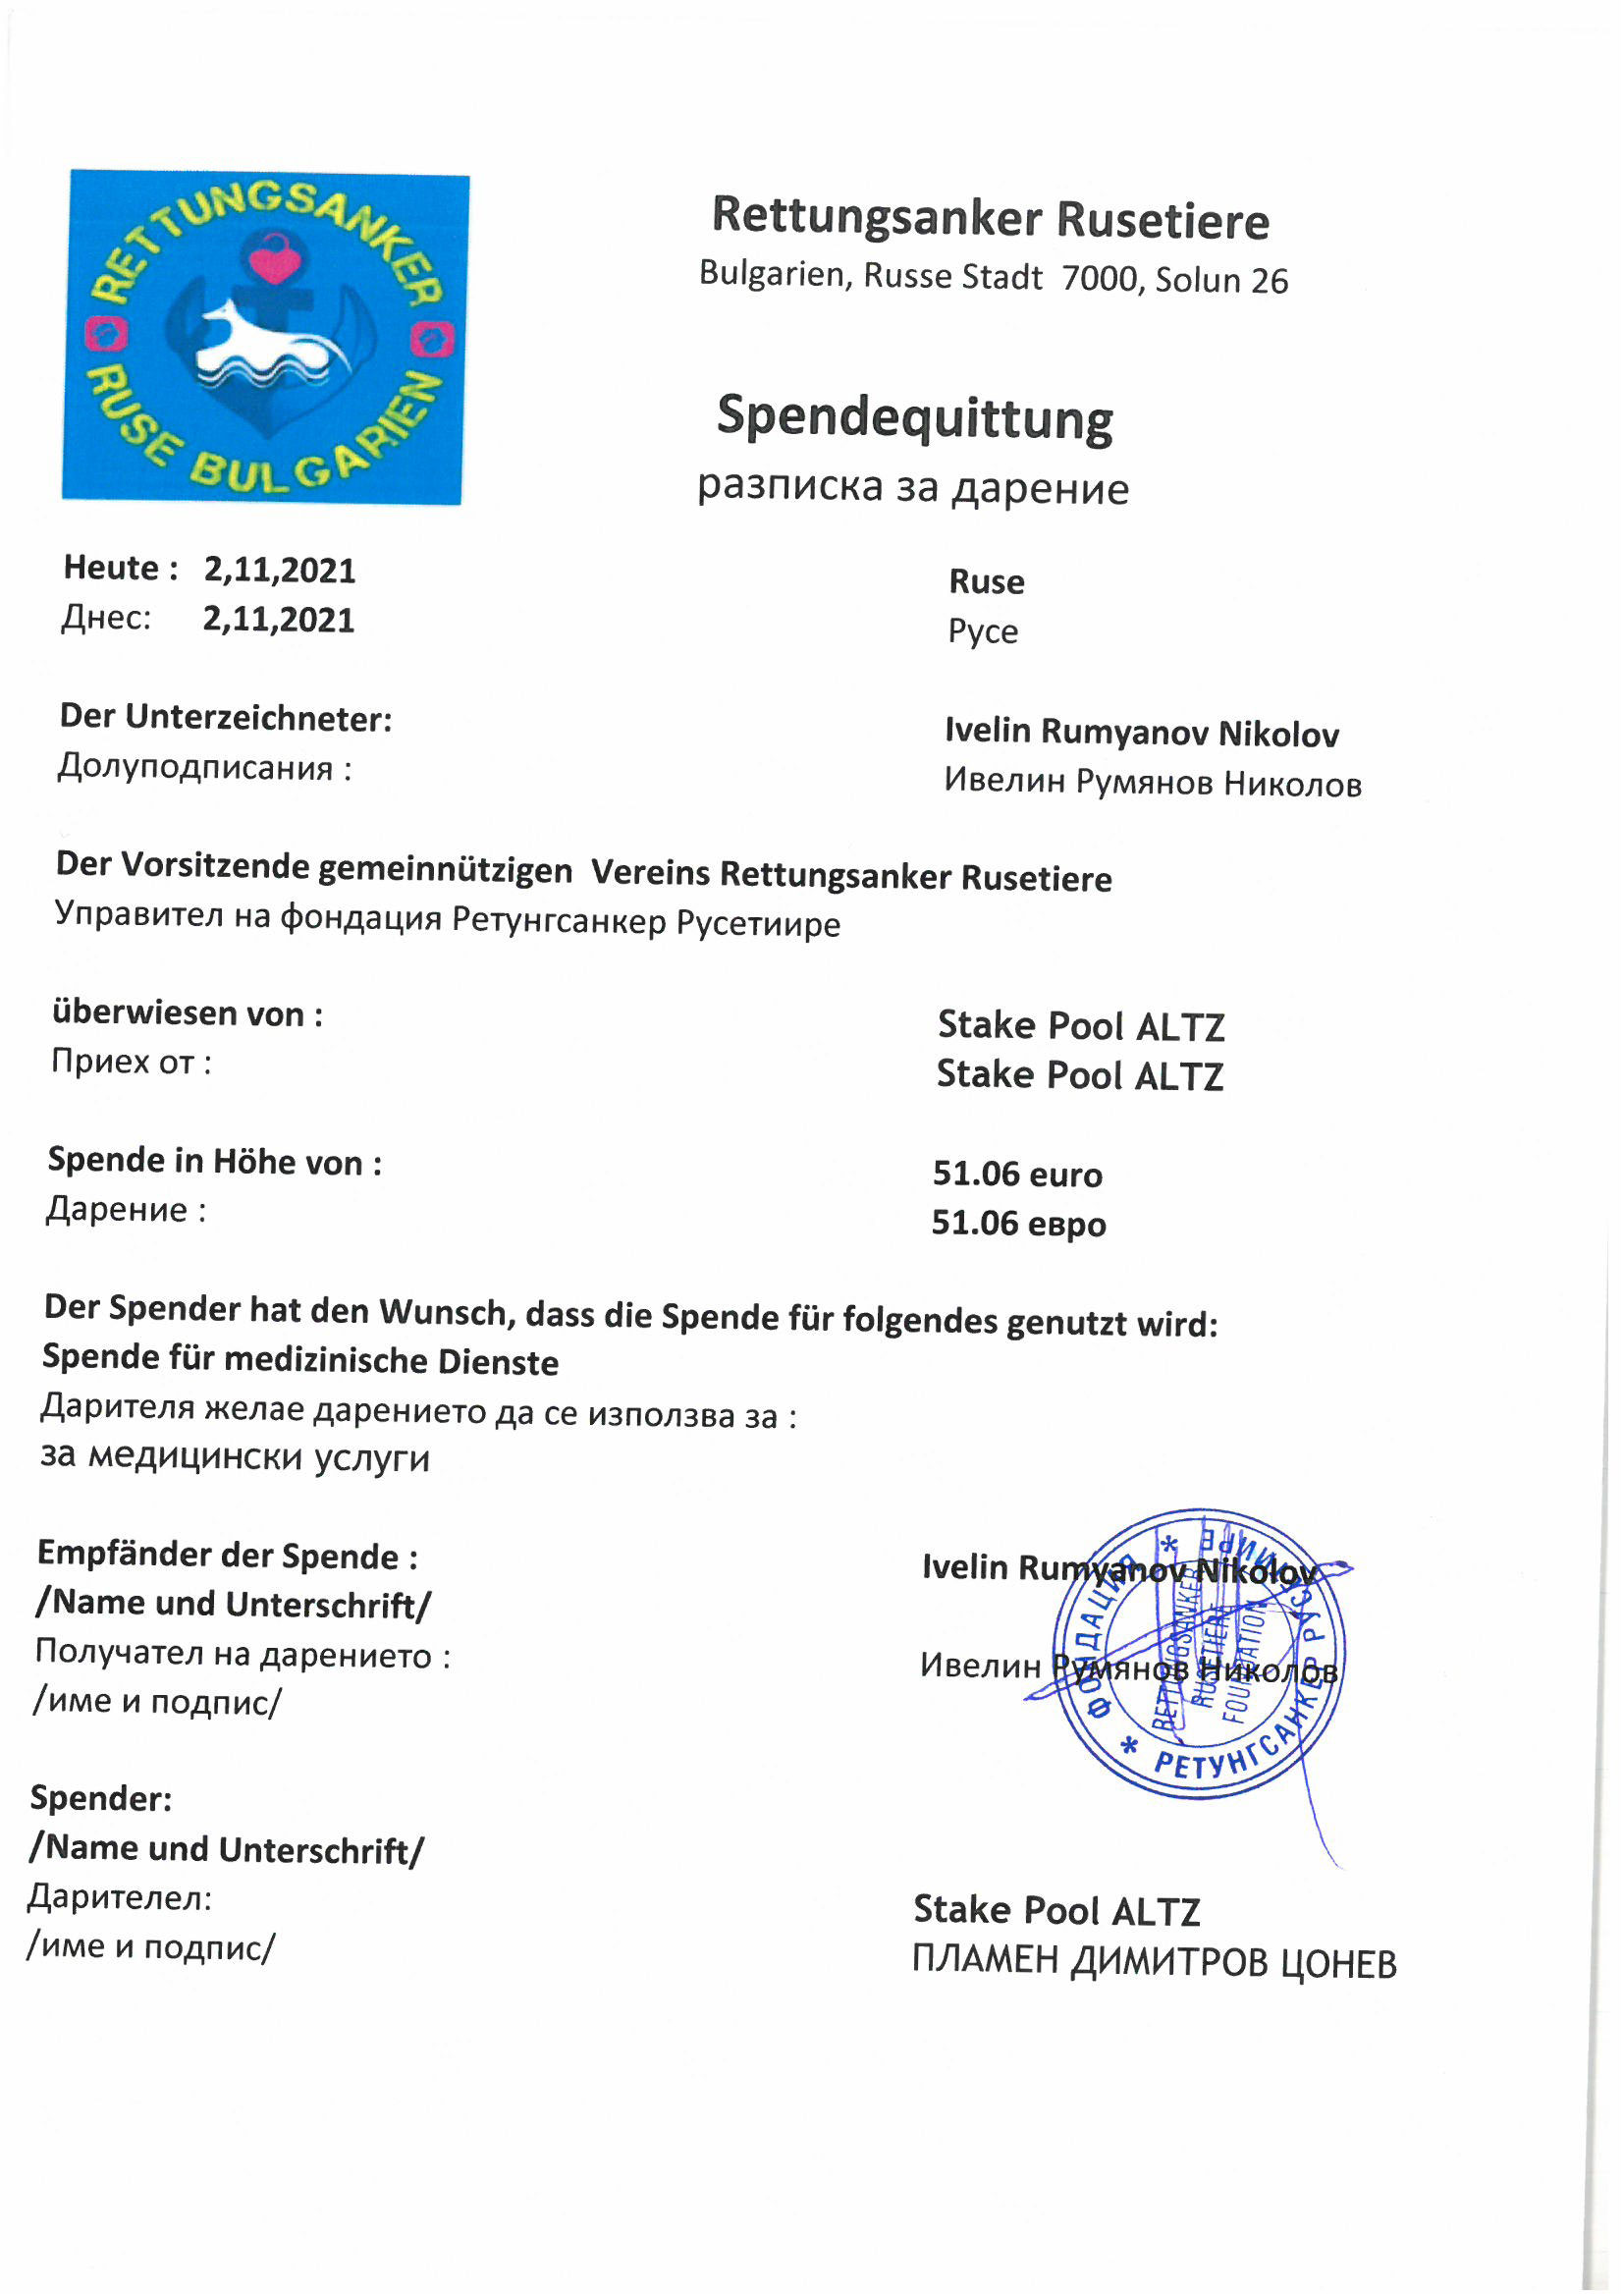 RETTUNGSANKER
RUSE BULGARIEN
Rettungsanker Rusetiere
Bulgarien, Russe Stadt 7000, Solun 26
Spendequittung
разписка за дарение
Heute : 2,11,2021
Ruse
Днес: 2,11,2021
Русе
Der Unterzeichneter:
Ivelin Rumyanov Nikolov
Долуподписания :
Ивелин Румянов Николов
Der Vorsitzende gemeinnützigen Vereins Rettungsanker Rusetiere
Управител на фондация Ретунгсанкер Русетиире
überwiesen von :
Stake Pool ALTZ
Приех от :
Stake Pool ALTZ
Spende in Höhe von :
51.06 euro
Дарение :
51.06 евро
Der Spender hat den Wunsch, dass die Spende für folgendes genutzt wird:
Spende für medizinische Dienste
Дарителя желае дарението да се използва за :
за медицински услуги
Empfänder der Spende :
Ivelin Rumyanov Nikolov
/Name und Unterschrift/
Получател на дарението :
Ивелин Румянов Николов
/име и подпис/
ФОНДАЦИЯ * РЕТУНГСАНКЕР РУСЕТИИРЕ *
RETTUNGSANKER
RUSETIERE
FOUNDATION
Spender:
/Name und Unterschrift/
Дарителел:
Stake Pool ALTZ
/име и подпис/
ПЛАМЕН ДИМИТРОВ ЦОНЕВ